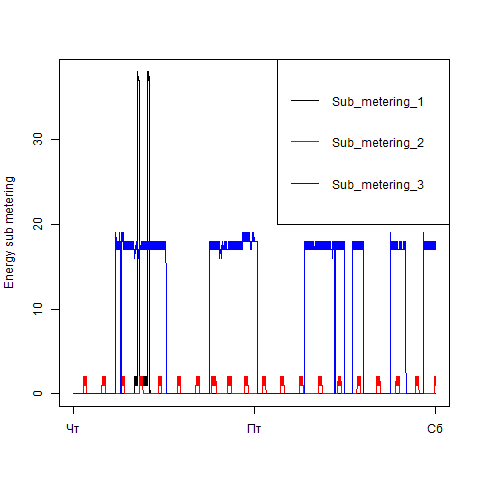 Sub_metering_1
Sub_metering_2
Sub_metering_3
Energy sub metering
30
20
10
0
Чт
Пт
Сб